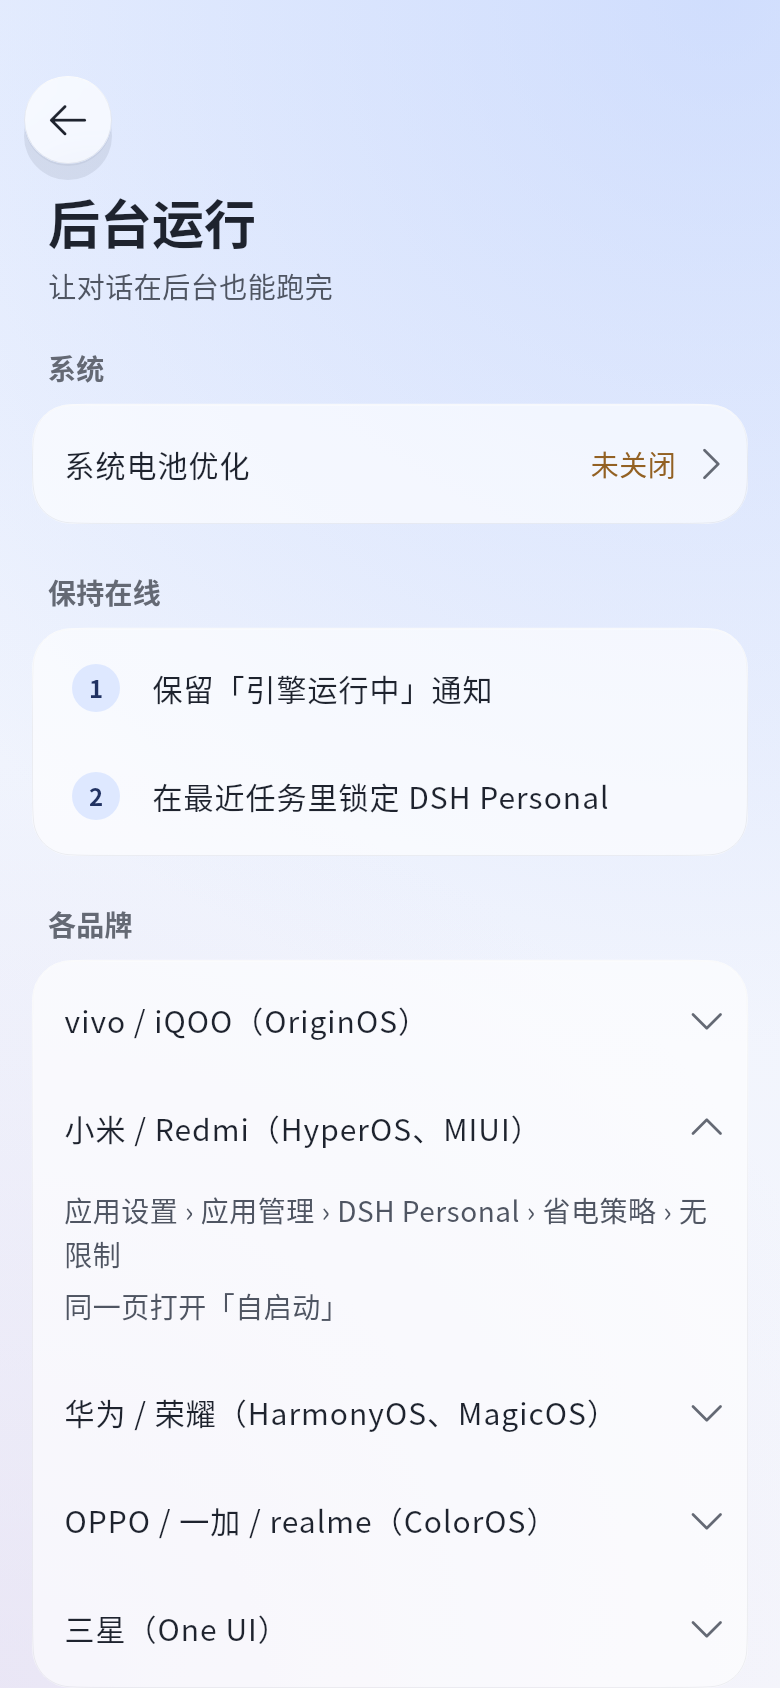 后台运行
让对话在后台也能跑完
系统
系统电池优化 未关闭
保持在线
1 保留「引擎运行中」通知
2 在最近任务里锁定 DSH Personal
各品牌
vivo / iQOO（OriginOS）
小米 / Redmi（HyperOS、MIUI）
应用设置 › 应用管理 › DSH Personal › 省电策略 › 无
限制
同一页打开「自启动」
华为 / 荣耀（HarmonyOS、MagicOS）
OPPO / 一加 / realme（ColorOS）
三星（One UI）